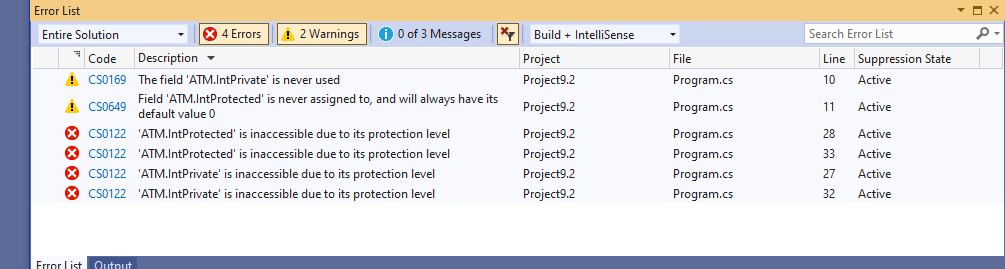 Error List
Entire Solution 4 Errors 2 Warnings 0 of 3 Messages Build + IntelliSense Search Error List
Code Description Project File Line Suppression State
CS0169 The field 'ATM.IntPrivate' is never used Project9.2 Program.cs 10 Active
CS0649 Field 'ATM.IntProtected' is never assigned to, and will always have its
default value 0 Project9.2 Program.cs 11 Active
CS0122 'ATM.IntProtected' is inaccessible due to its protection level Project9.2 Program.cs 28 Active
CS0122 'ATM.IntProtected' is inaccessible due to its protection level Project9.2 Program.cs 33 Active
CS0122 'ATM.IntPrivate' is inaccessible due to its protection level Project9.2 Program.cs 27 Active
CS0122 'ATM.IntPrivate' is inaccessible due to its protection level Project9.2 Program.cs 32 Active
Error List Output